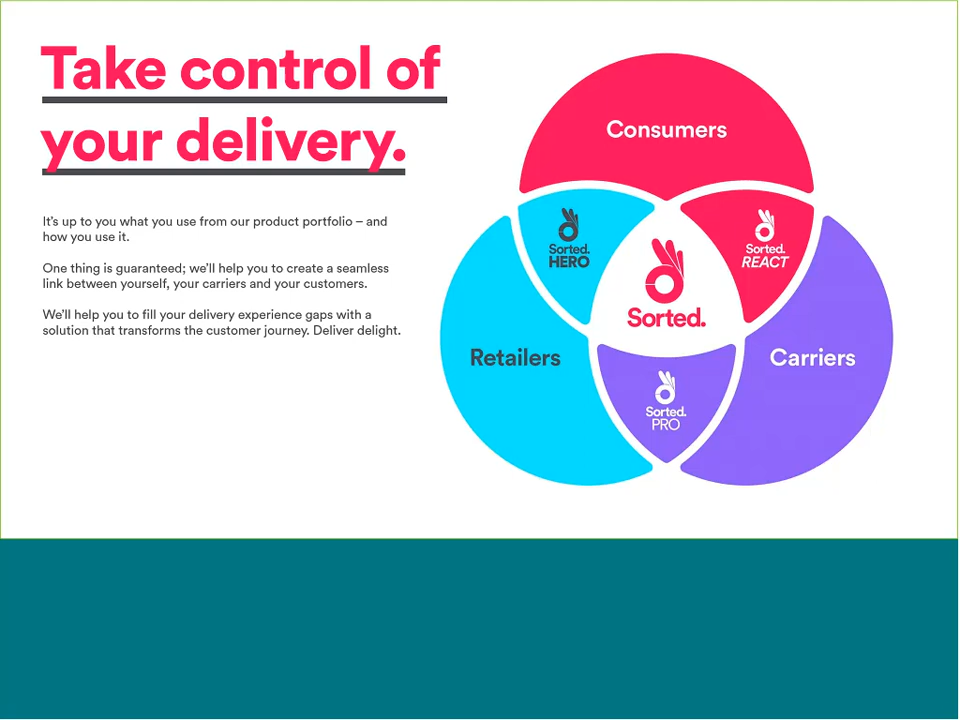 Take control of
your delivery.
It's up to you what you use from our product portfolio – and
how you use it.
One thing is guaranteed; we'll help you to create a seamless
link between yourself, your carriers and your customers.
We'll help you to fill your delivery experience gaps with a
solution that transforms the customer journey. Deliver delight.
Consumers
Sorted.
HERO
Sorted.
REACT
Sorted.
Retailers
Carriers
Sorted.
PRO